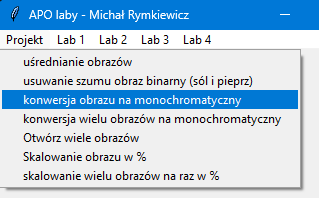 APO laby - Michał Rymkiewicz
Projekt Lab 1 Lab 2 Lab 3 Lab 4
uśrednianie obrazów
usuwanie szumu obraz binarny (sól i pieprz)
konwersja obrazu na monochromatyczny
konwersja wielu obrazów na monochromatyczny
Otwórz wiele obrazów
Skalowanie obrazu w %
skalowanie wielu obrazów na raz w %